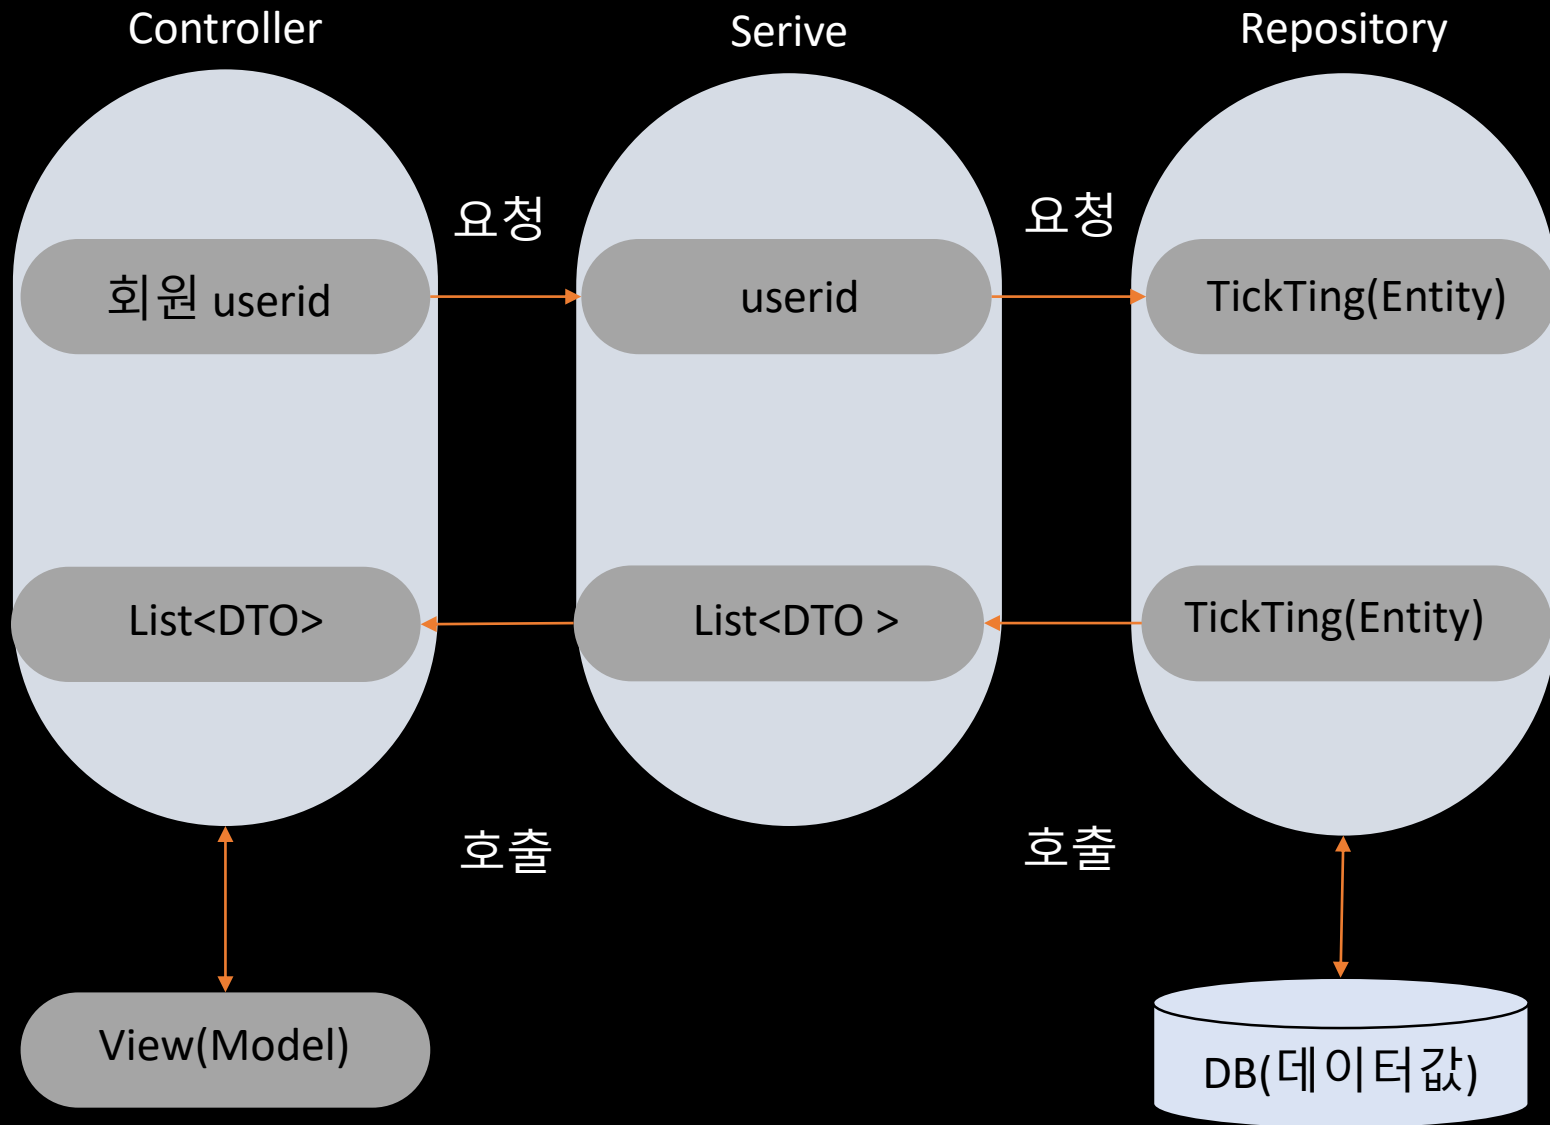 Controller
Serive
Repository
요청
요청
회원 userid
userid
TickTing(Entity)
List<DTO>
List<DTO >
TickTing(Entity)
호출
호출
View(Model)
DB(데이터값)